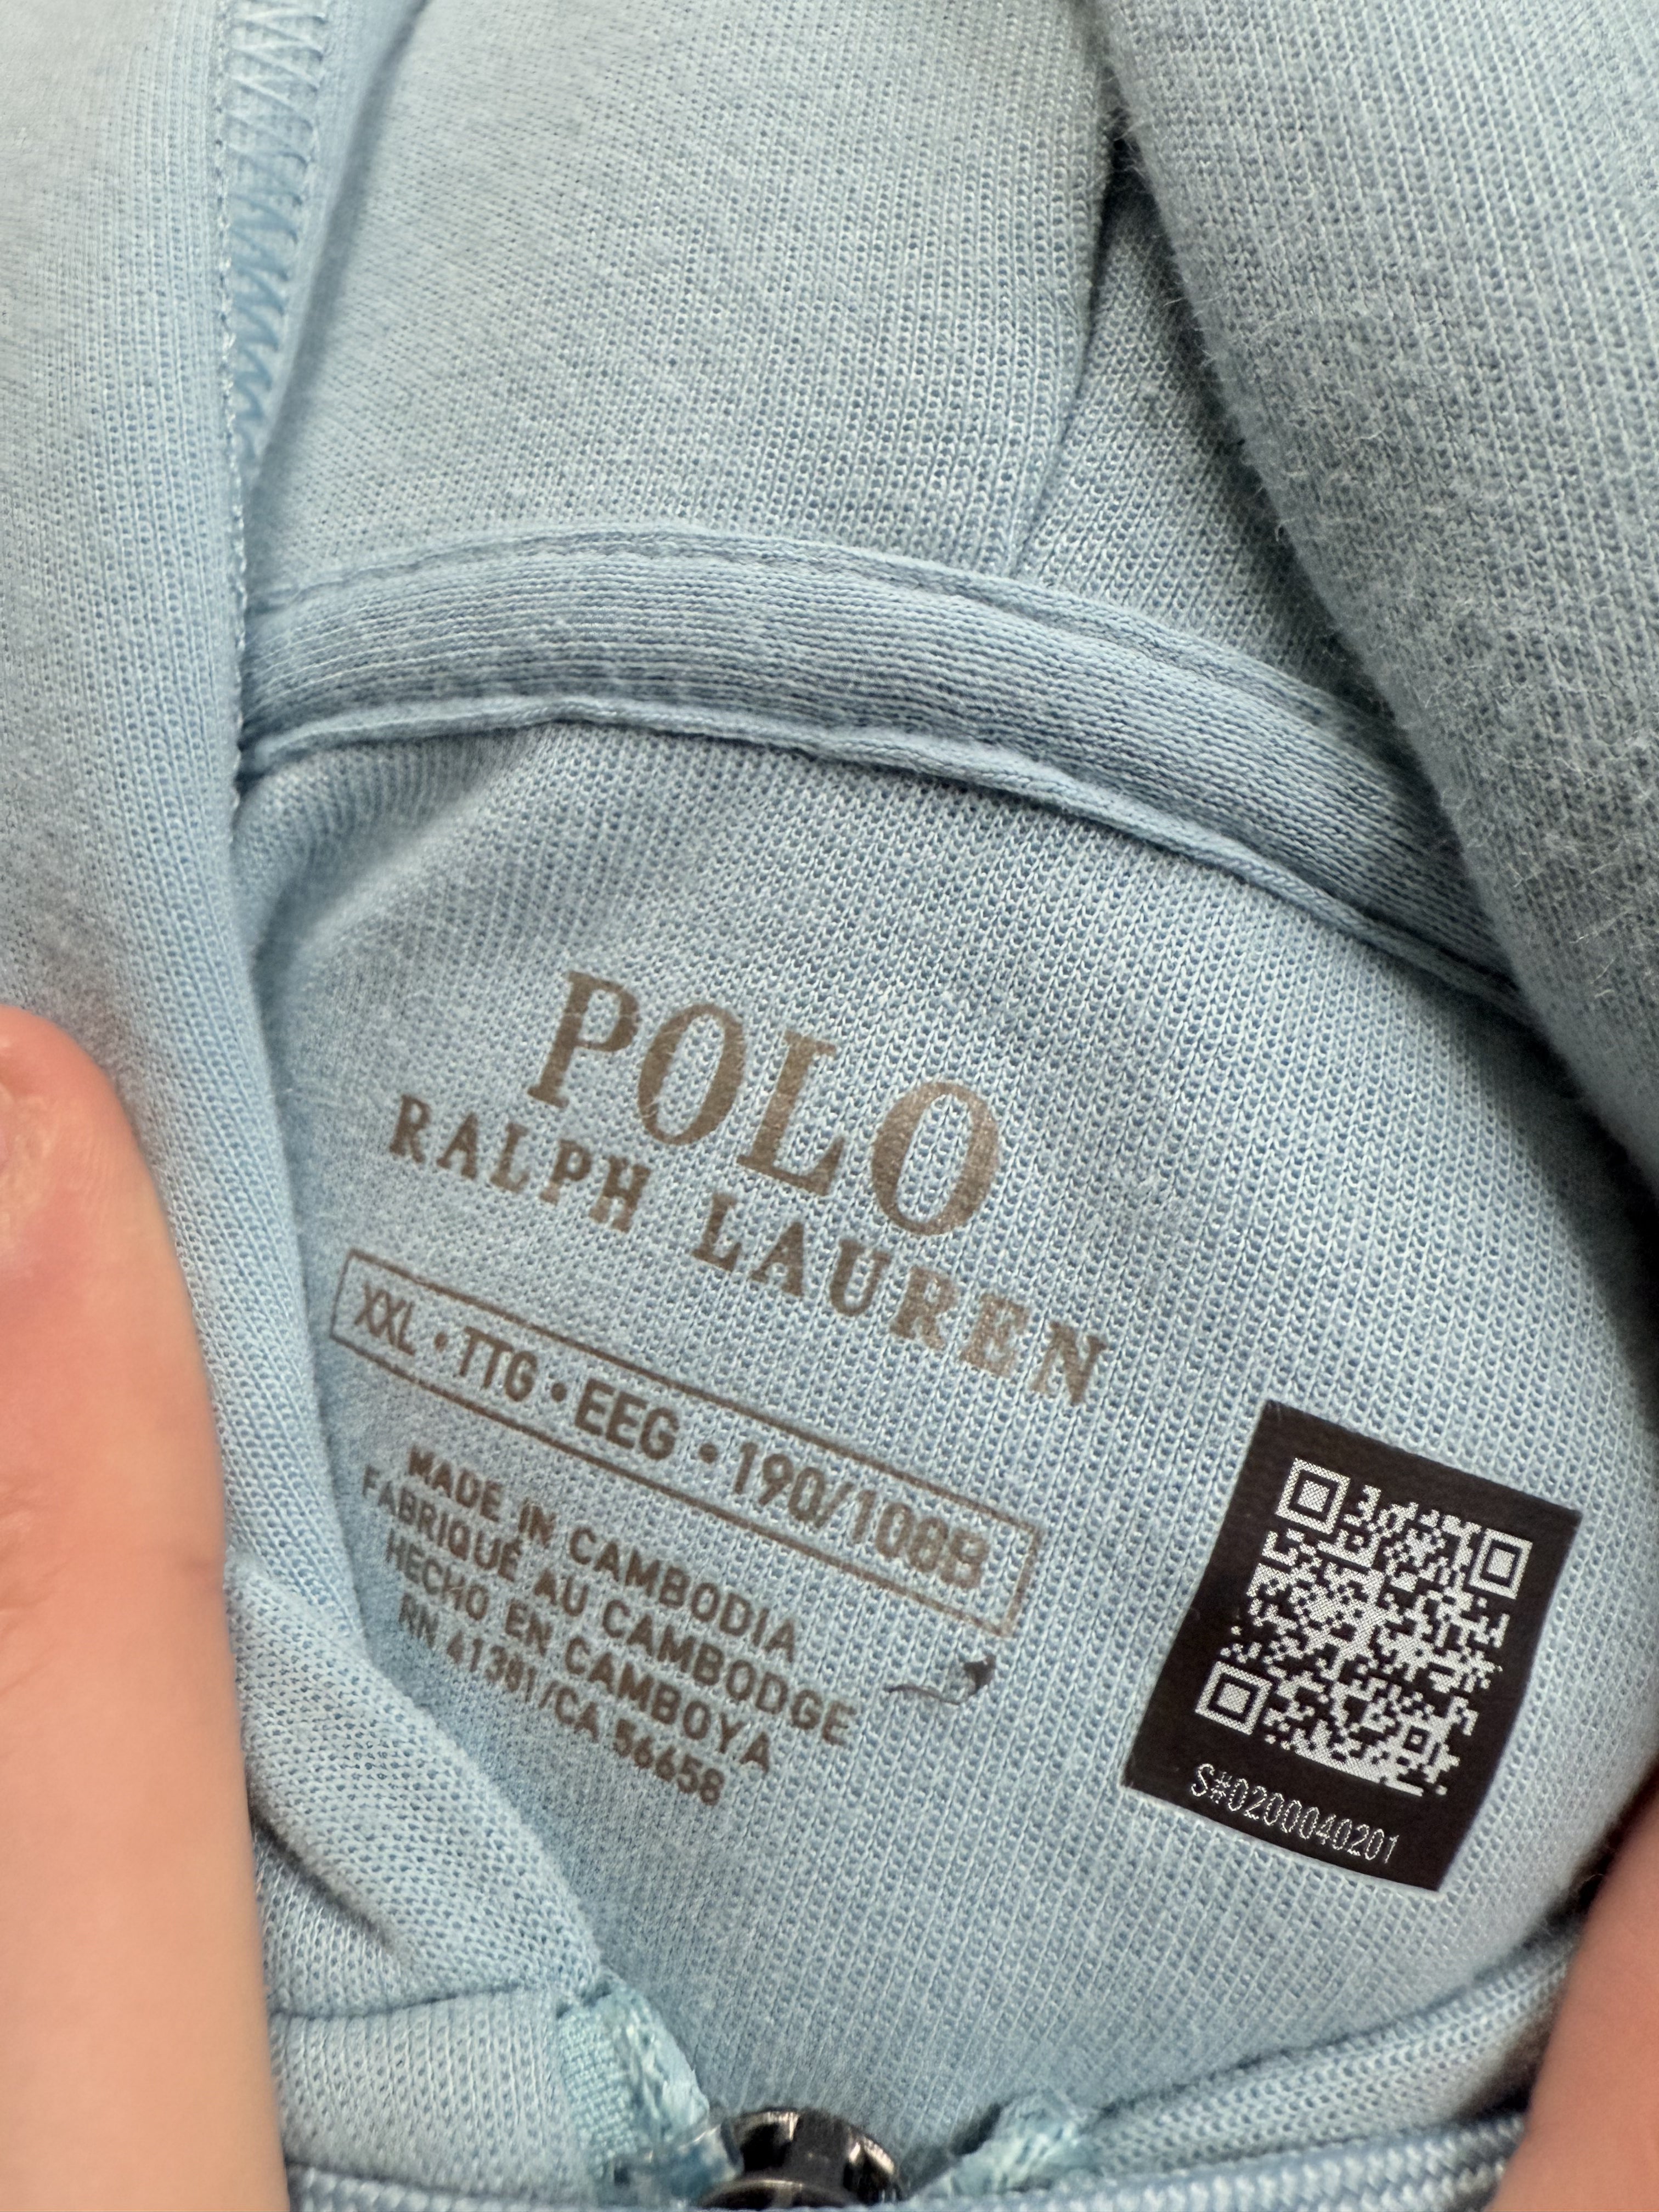 POLO
RALPH LAUREN
XXL • TTG • EEG • 190/108B
MADE IN CAMBODIA
FABRIQUÉ AU CAMBODGE
HECHO EN CAMBOYA
RN 41381/CA 56658
S#0200040201